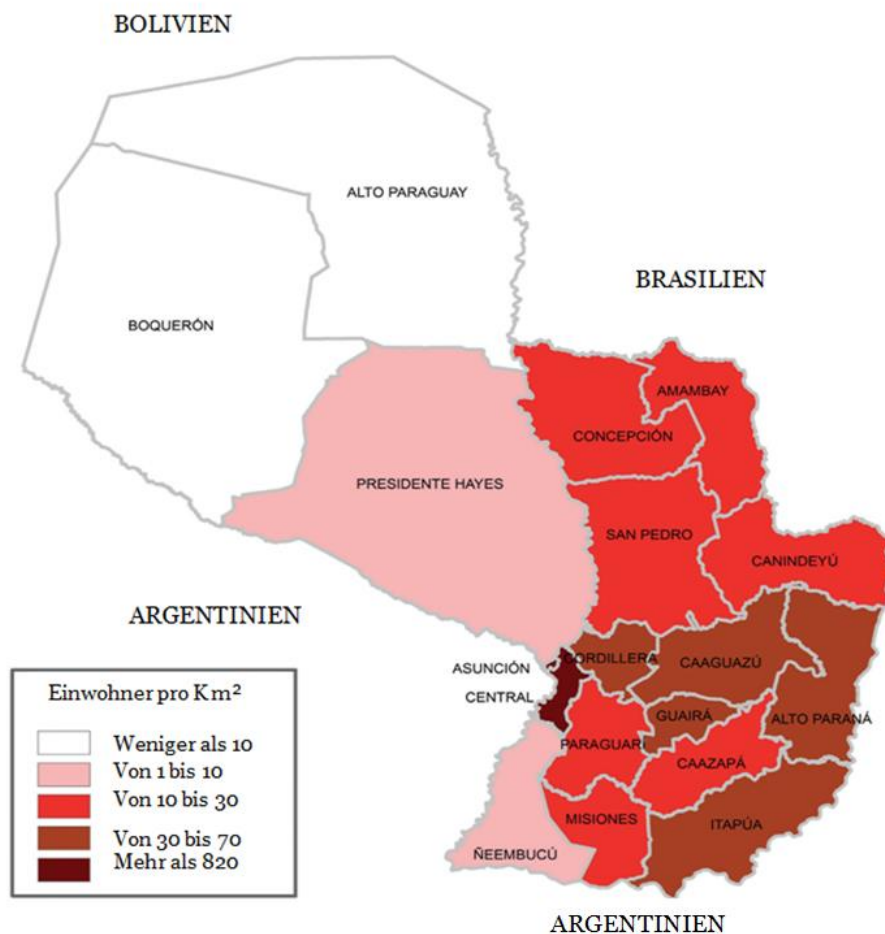 BOLIVIEN
ALTO PARAGUAY
BRASILIEN
BOQUERÓN
AMAMBAY
CONCEPCIÓN
PRESIDENTE HAYES
SAN PEDRO
CANINDEYÚ
ARGENTINIEN
ASUNCIÓN
CORDILLERA
CAAGUAZÚ
CENTRAL
GUAIRÁ
ALTO PARANÁ
PARAGUARÍ
CAAZAPÁ
MISIONES
ITAPÚA
ÑEEMBUCÚ
Einwohner pro Km²
Weniger als 10
Von 1 bis 10
Von 10 bis 30
Von 30 bis 70
Mehr als 820
ARGENTINIEN